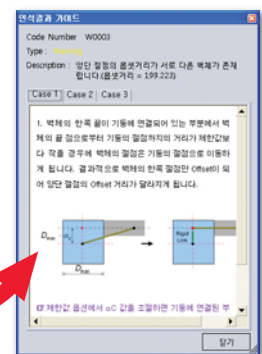 인식결과 가이드
Code Number W0003
Type : Warning
Description : 양단 절점의 옵셋거리가 서로 다른 벽체가 존재
합니다.(옵셋거리 = 199.223)
Case 1 Case 2 Case 3
1. 벽체의 한쪽 끝이 기둥에 연결되어 있는 부분에서 벽
체의 끝 점으로부터 기둥의 절점까지의 거리가 제한값보
다 작을 경우에 벽체의 절점은 기둥의 절점으로 이동하
게 됩니다. 결과적으로 벽체의 한쪽 절점만 Offset이 되
어 양단 절점의 Offset 거리가 달라지게 됩니다.
Rigid
Link
제한값 옵션에서 αC 값을 조절하면 기둥에 연결된 부
닫기